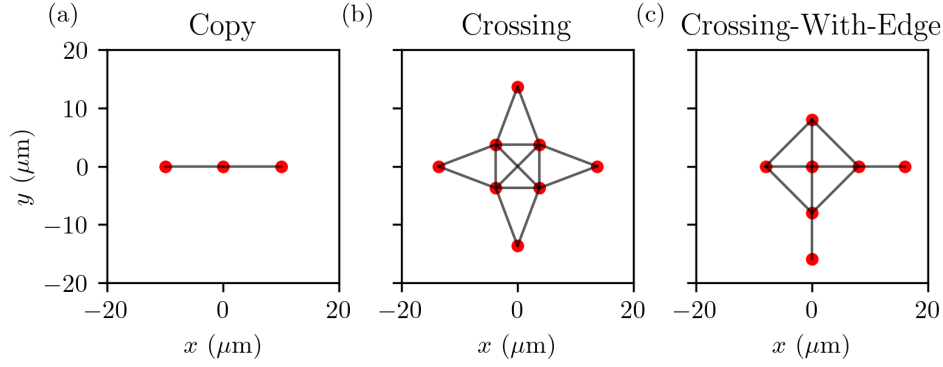 (a) Copy
(b) Crossing
(c) Crossing-With-Edge
20
10
0
−10
−20
y (μm)
−20 0 20
−20 0 20
−20 0 20
x (μm)
x (μm)
x (μm)